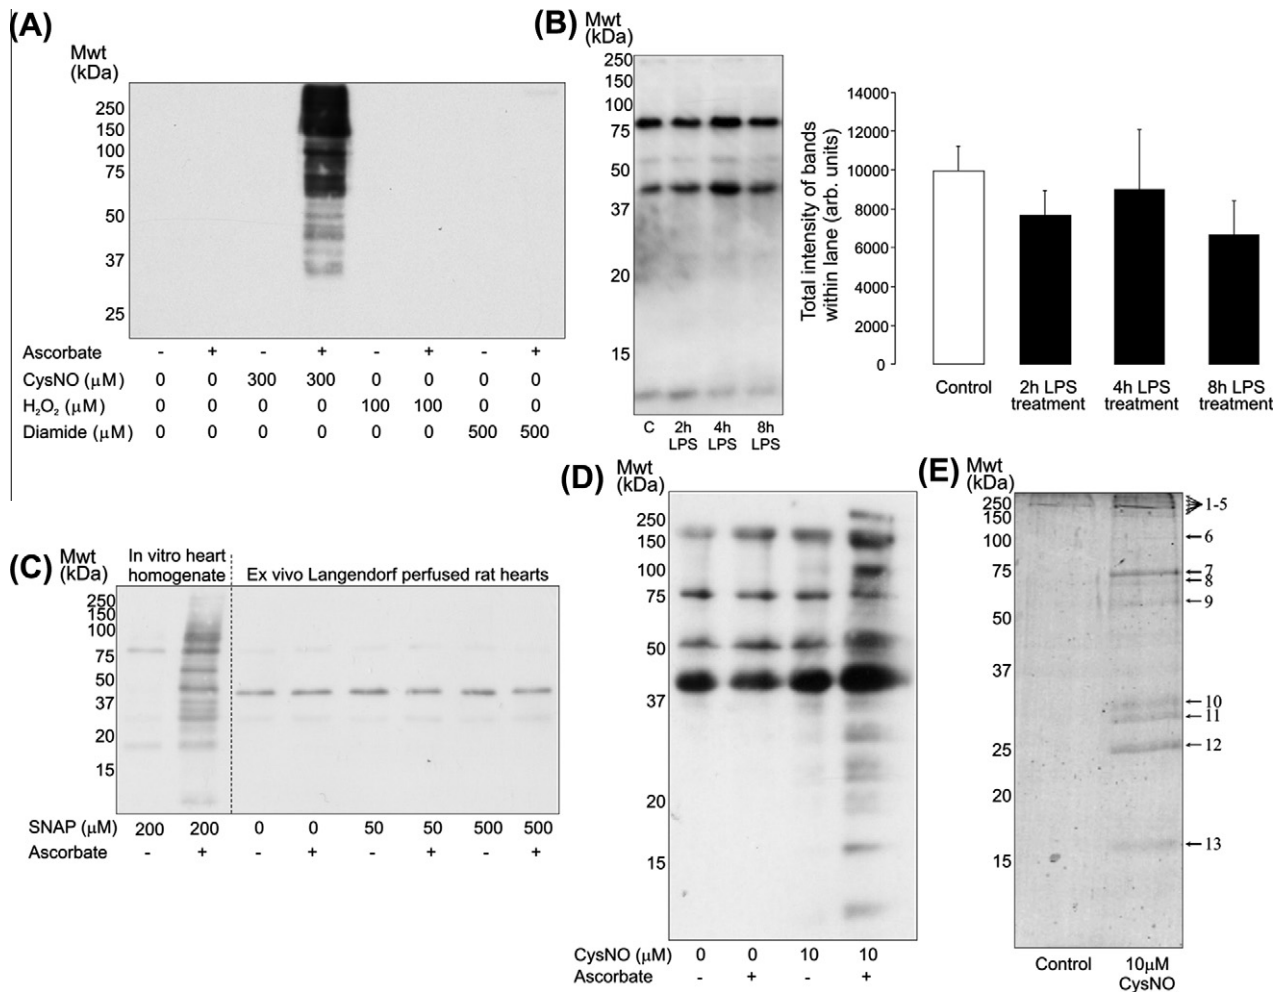 (A)
Mwt
(kDa)
250
150
100
75
50
37
25
Ascorbate - + - + - + - +
CysNO (µM) 0 0 300 300 0 0 0 0
H₂O₂ (µM) 0 0 0 0 100 100 0 0
Diamide (µM) 0 0 0 0 0 0 500 500
(B)
Mwt
(kDa)
250
150
100
75
50
37
20
15
C 2h 4h 8h
LPS LPS LPS
Total intensity of bands
within lane (arb. units)
14000
12000
10000
8000
6000
4000
2000
0
Control 2h LPS 4h LPS 8h LPS
treatment treatment treatment
(C)
Mwt
(kDa)
In vitro heart
homogenate
Ex vivo Langendorf perfused rat hearts
250
150
100
75
50
37
20
15
SNAP (µM) 200 200 0 0 50 50 500 500
Ascorbate - + - + - + - +
(D)
Mwt
(kDa)
250
150
100
75
50
37
20
15
CysNO (µM) 0 0 10 10
Ascorbate - + - +
(E)
Mwt
(kDa)
250
150
100
75
50
37
25
20
15
1-5
6
7
8
9
10
11
12
13
Control 10µM
CysNO